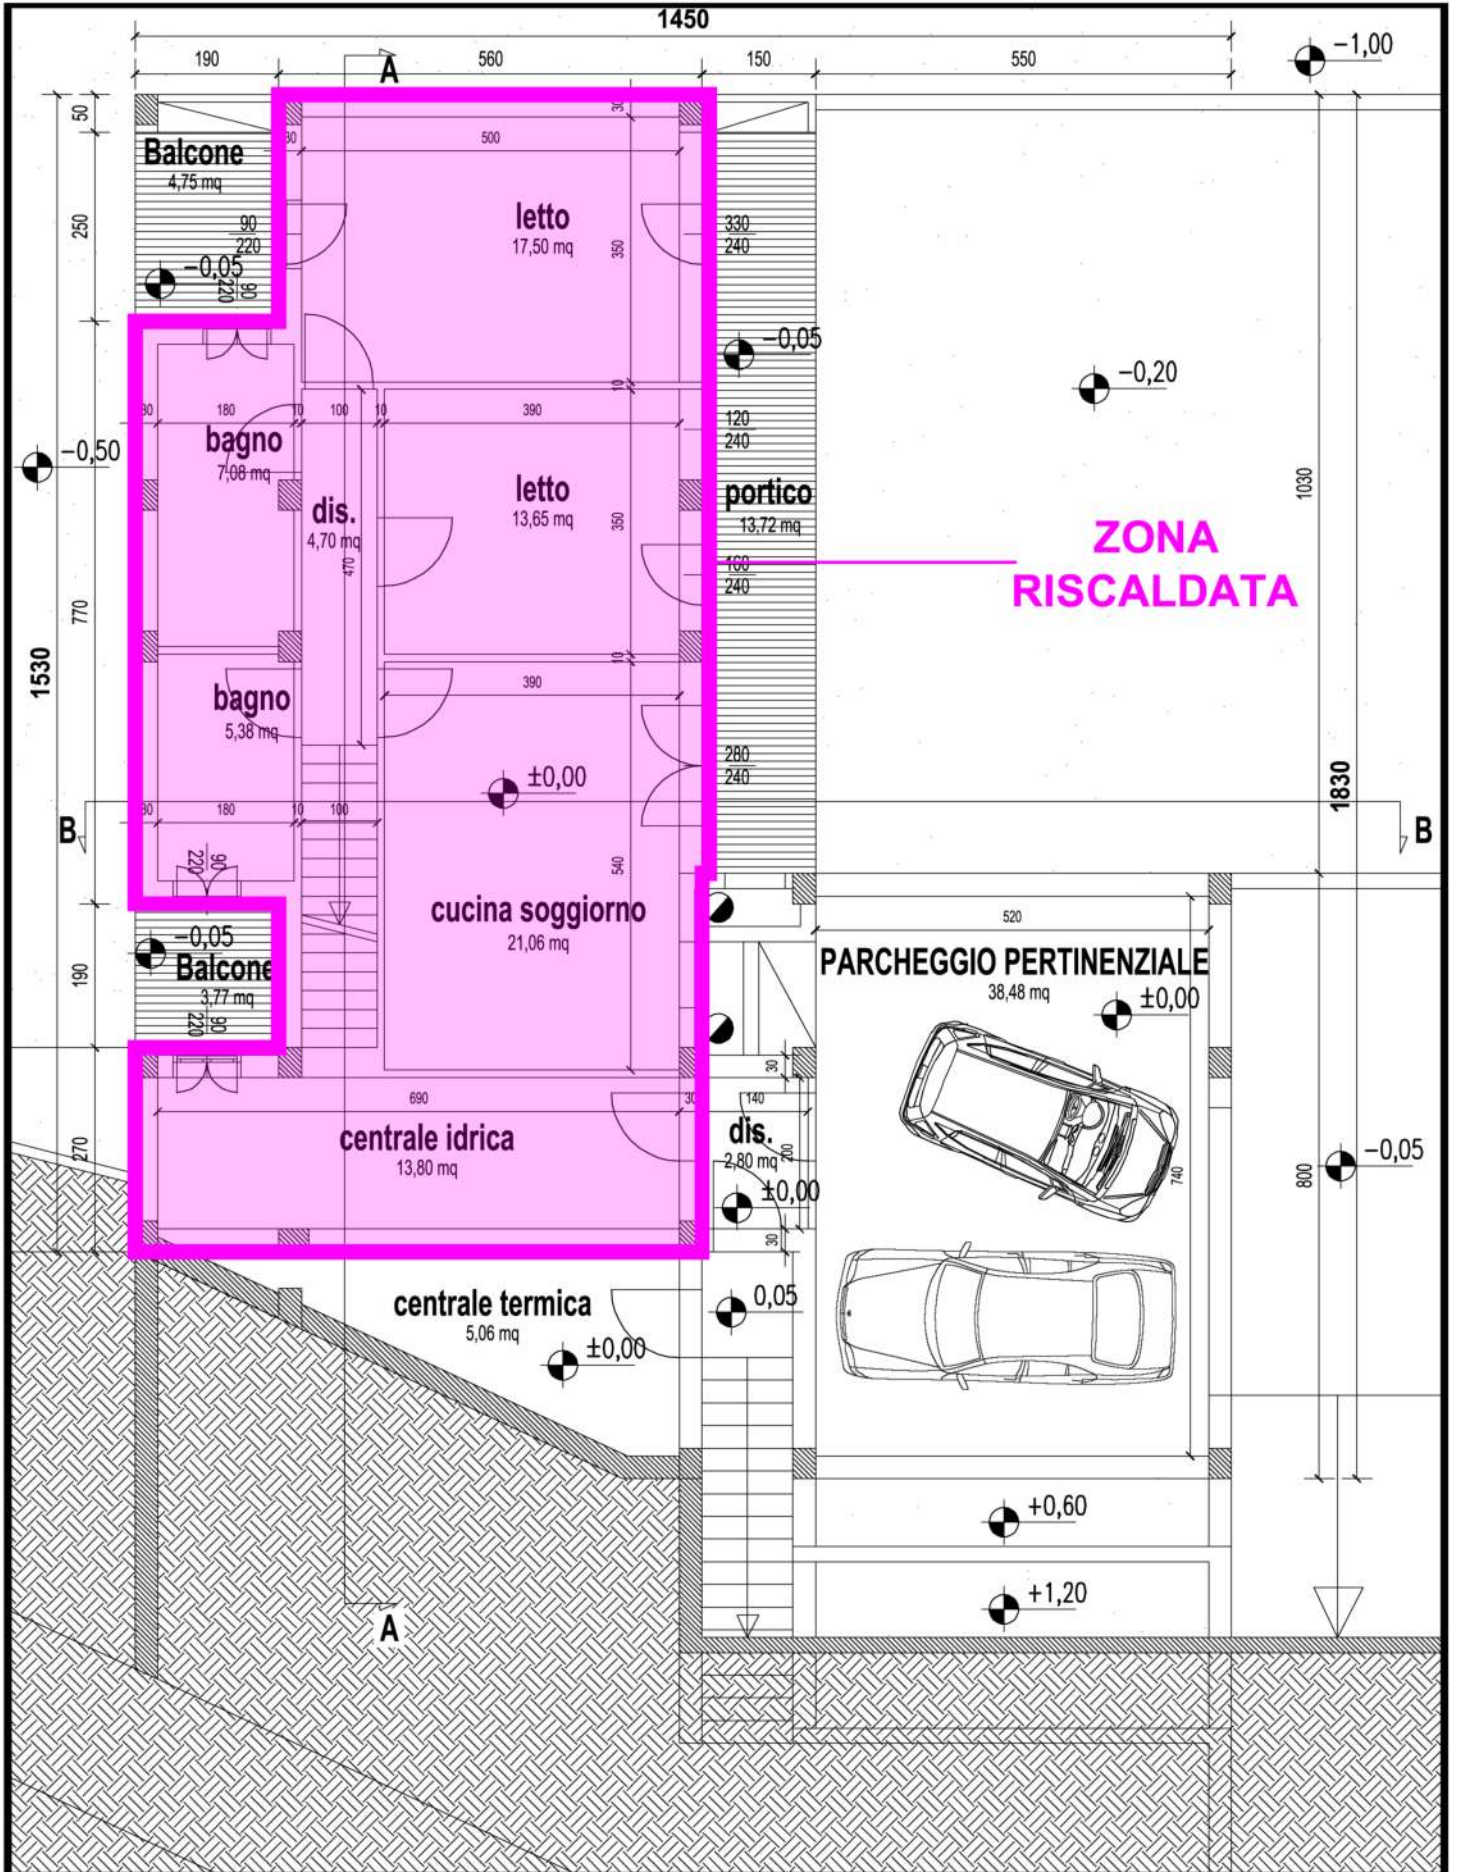 1450
190
560
150
550
A
−1,00
50
30
80
500
Balcone
4,75 mq
letto
17,50 mq
250
90
220
330
240
350
−0,05
90
220
−0,05
−0,20
10
30
180
10
100
10
390
120
240
−0,50
bagno
7,08 mq
letto
13,65 mq
portico
13,72 mq
1030
dis.
4,70 mq
470
350
ZONA
RISCALDATA
160
240
770
1530
10
390
bagno
5,38 mq
±0,00
280
240
1830
B
30
180
10
100
B
90
220
540
cucina soggiorno
21,06 mq
520
−0,05
Balcone
3,77 mq
190
PARCHEGGIO PERTINENZIALE
38,48 mq
±0,00
90
220
30
690
30
140
centrale idrica
13,80 mq
dis.
2,80 mq
200
270
±0,00
740
800
−0,05
30
centrale termica
5,06 mq
0,05
±0,00
+0,60
+1,20
A